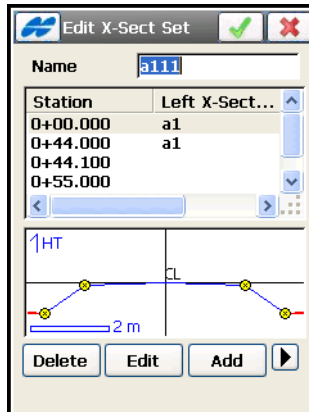 Edit X-Sect Set
Name a111
Station Left X-Sect...
0+00.000 a1
0+44.000 a1
0+44.100
0+55.000
HT
CL
2 m
Delete Edit Add